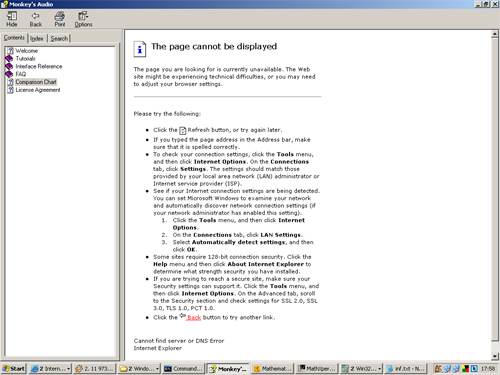 Monkey's Audio
Hide Back Print Options
Contents Index Search
Welcome
Tutorials
Interface Reference
FAQ
Comparison Chart
License Agreement
The page cannot be displayed
The page you are looking for is currently unavailable. The Web
site might be experiencing technical difficulties, or you may need
to adjust your browser settings.
Please try the following:
Click the Refresh button, or try again later.
If you typed the page address in the Address bar, make
sure that it is spelled correctly.
To check your connection settings, click the Tools menu,
and then click Internet Options. On the Connections
tab, click Settings. The settings should match those
provided by your local area network (LAN) administrator or
Internet service provider (ISP).
See if your Internet connection settings are being detected.
You can set Microsoft Windows to examine your network
and automatically discover network connection settings (if
your network administrator has enabled this setting).
1. Click the Tools menu, and then click Internet
Options.
2. On the Connections tab, click LAN Settings.
3. Select Automatically detect settings, and then
click OK.
Some sites require 128-bit connection security. Click the
Help menu and then click About Internet Explorer to
determine what strength security you have installed.
If you are trying to reach a secure site, make sure your
Security settings can support it. Click the Tools menu, and
then click Internet Options. On the Advanced tab, scroll
to the Security section and check settings for SSL 2.0, SSL
3.0, TLS 1.0, PCT 1.0.
Click the Back button to try another link.
Cannot find server or DNS Error
Internet Explorer
start 2 Intern... 2. 11 973... 2 Windo... Command... Monkey'... Mathemat... MathType... 2 Win32... inf.txt - N... 17:58